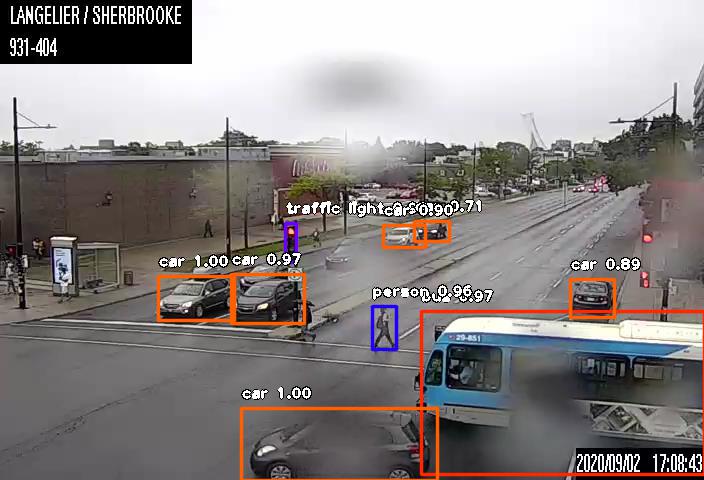 LANGELIER / SHERBROOKE
931-404
traffic light
car 0.90
0.71
car 1.00
car 0.97
car 0.89
person 0.96
0.97
29-851
car 1.00
2020/09/02 17:08:43